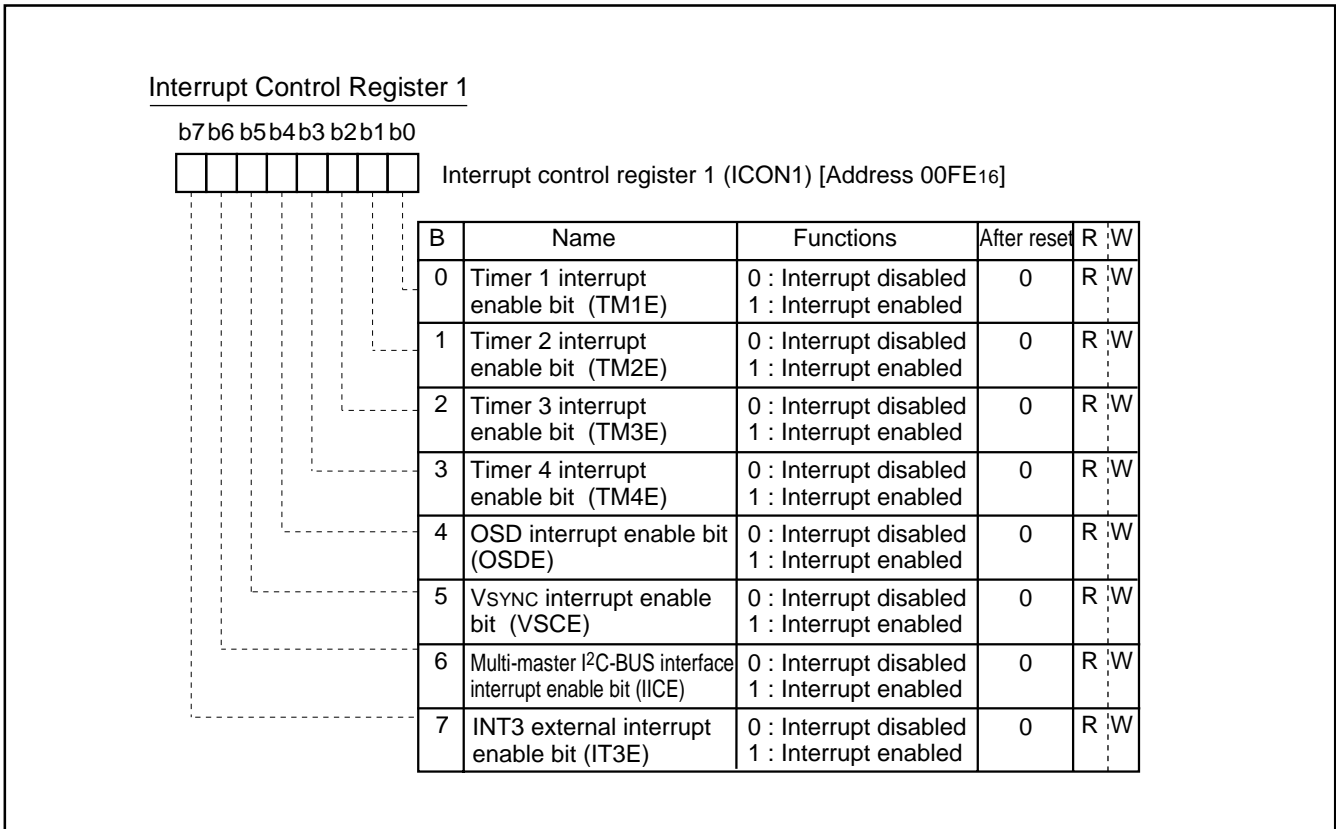 Interrupt Control Register 1
b7 b6 b5 b4 b3 b2 b1 b0
Interrupt control register 1 (ICON1) [Address 00FE16]
B Name Functions After reset R W
0 Timer 1 interrupt 0 : Interrupt disabled 0 R W
enable bit (TM1E) 1 : Interrupt enabled
1 Timer 2 interrupt 0 : Interrupt disabled 0 R W
enable bit (TM2E) 1 : Interrupt enabled
2 Timer 3 interrupt 0 : Interrupt disabled 0 R W
enable bit (TM3E) 1 : Interrupt enabled
3 Timer 4 interrupt 0 : Interrupt disabled 0 R W
enable bit (TM4E) 1 : Interrupt enabled
4 OSD interrupt enable bit 0 : Interrupt disabled 0 R W
(OSDE) 1 : Interrupt enabled
5 VSYNC interrupt enable 0 : Interrupt disabled 0 R W
bit (VSCE) 1 : Interrupt enabled
6 Multi-master I2C-BUS interface 0 : Interrupt disabled 0 R W
interrupt enable bit (IICE) 1 : Interrupt enabled
7 INT3 external interrupt 0 : Interrupt disabled 0 R W
enable bit (IT3E) 1 : Interrupt enabled